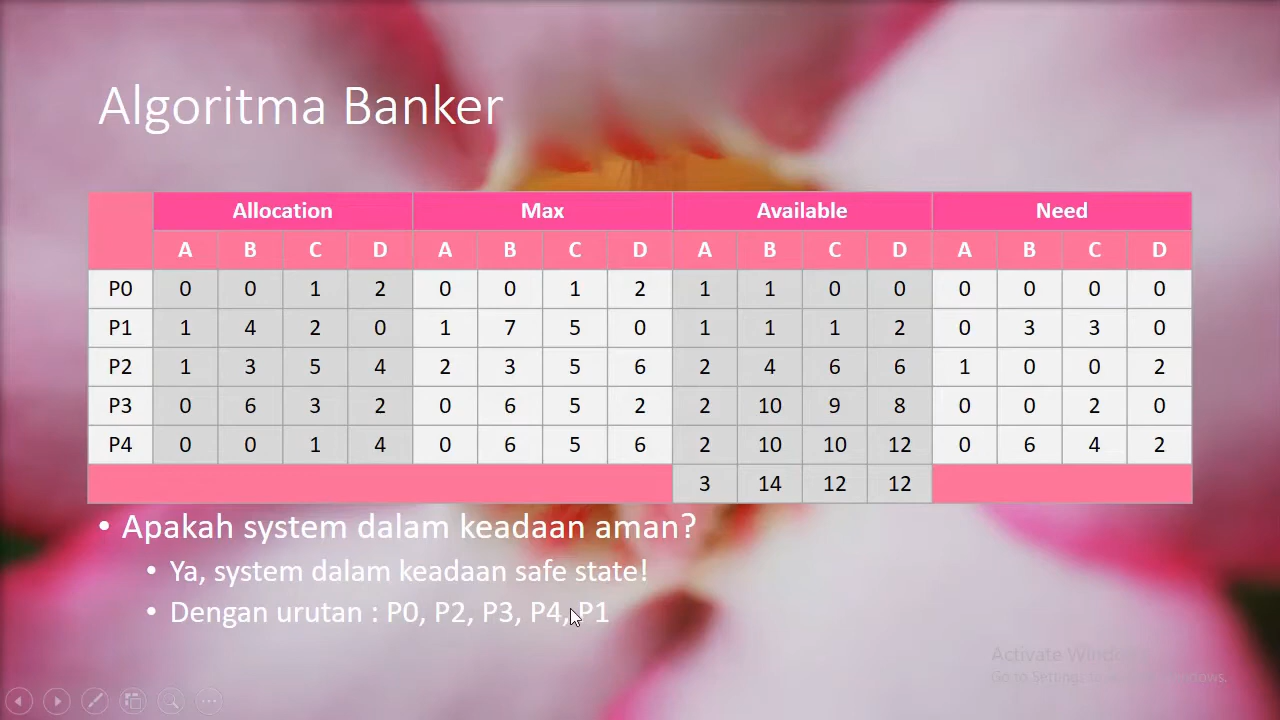 Algoritma Banker
Allocation Max Available Need
A B C D A B C D A B C D A B C D
P0 0 0 1 2 0 0 1 2 1 1 0 0 0 0 0 0
P1 1 4 2 0 1 7 5 0 1 1 1 2 0 3 3 0
P2 1 3 5 4 2 3 5 6 2 4 6 6 1 0 0 2
P3 0 6 3 2 0 6 5 2 2 10 9 8 0 0 2 0
P4 0 0 1 4 0 6 5 6 2 10 10 12 0 6 4 2
3 14 12 12
• Apakah system dalam keadaan aman?
• Ya, system dalam keadaan safe state!
• Dengan urutan : P0, P2, P3, P4, P1
Activate Windo
Go to Settings